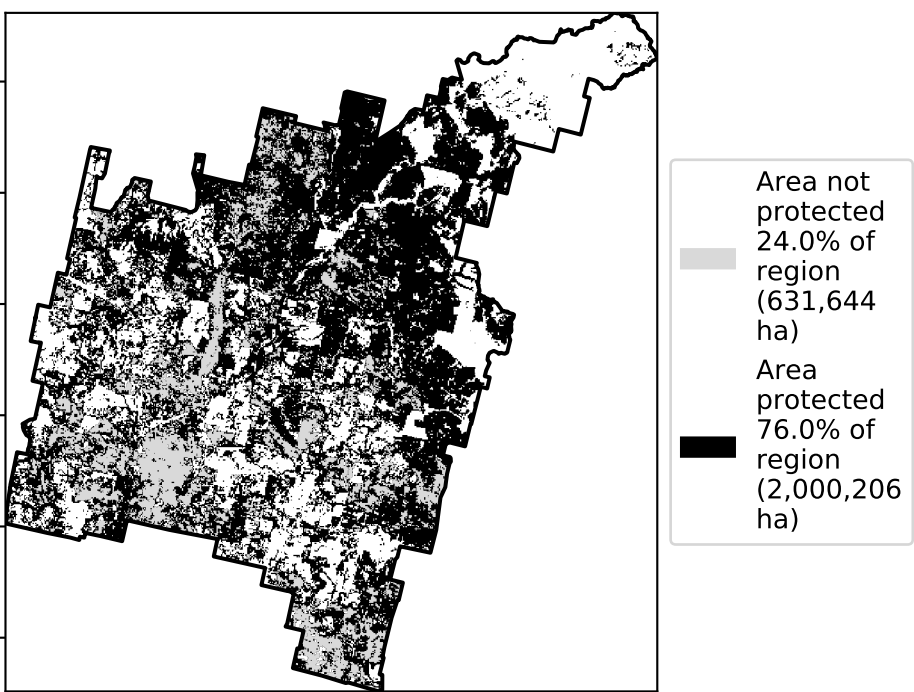 Area not
protected
24.0% of
region
(631,644
ha)
Area
protected
76.0% of
region
(2,000,206
ha)